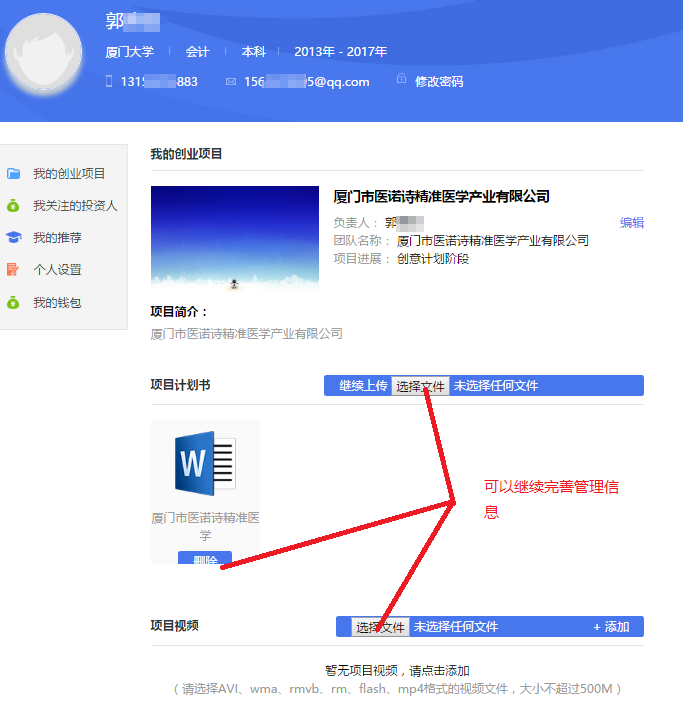 郭
厦门大学 会计 本科 2013年 - 2017年
1315 883 156 5@qq.com 修改密码
我的创业项目
我关注的投资人
我的推荐
个人设置
我的钱包
我的创业项目
厦门市医诺诗精准医学产业有限公司
负责人： 郭
编辑
团队名称： 厦门市医诺诗精准医学产业有限公司
项目进展： 创意计划阶段
项目简介：
厦门市医诺诗精准医学产业有限公司
项目计划书
继续上传 选择文件 未选择任何文件
W
厦门市医诺诗精准医
学
删除
可以继续完善管理信
息
项目视频
选择文件 未选择任何文件 + 添加
暂无项目视频，请点击添加
（ 请选择AVI、wma、rmvb、rm、flash、mp4格式的视频文件，大小不超过500M ）